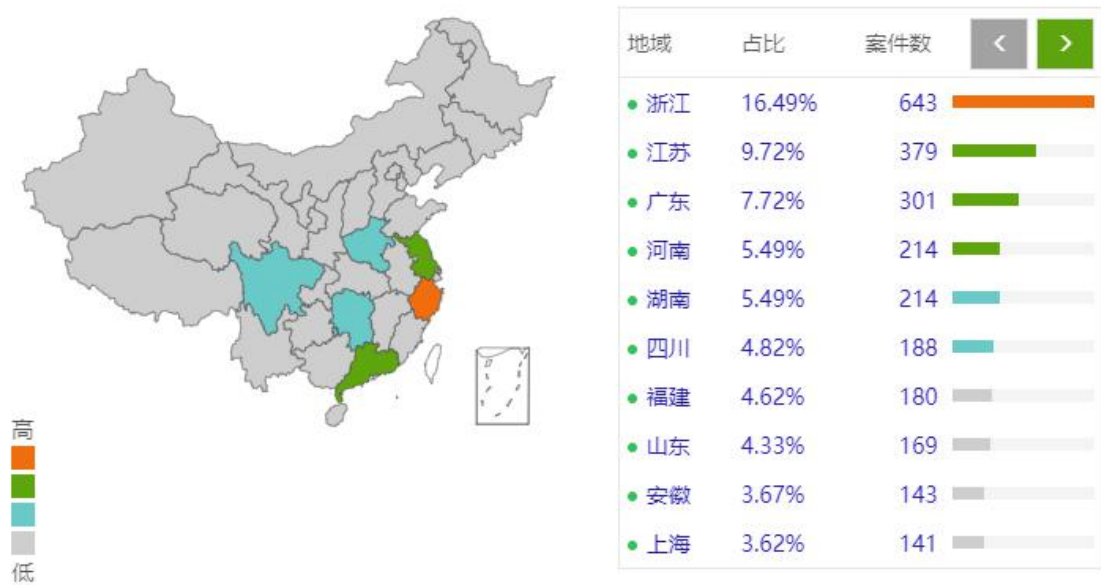 高
低
地域 占比 案件数 < >
浙江 16.49% 643
江苏 9.72% 379
广东 7.72% 301
河南 5.49% 214
湖南 5.49% 214
四川 4.82% 188
福建 4.62% 180
山东 4.33% 169
安徽 3.67% 143
上海 3.62% 141